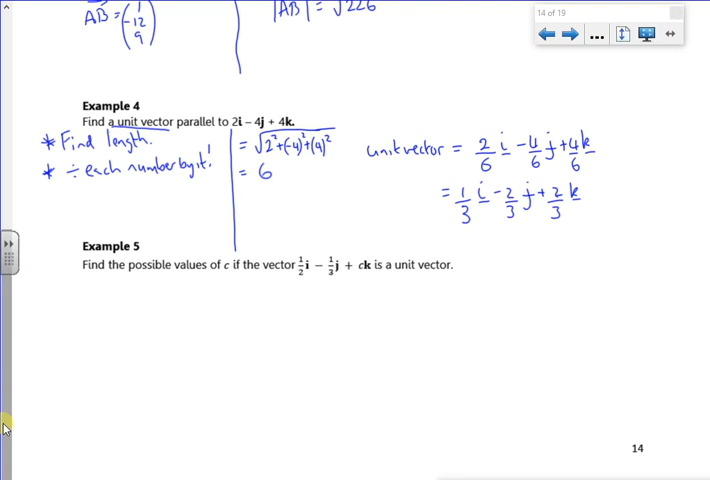 AB = (1 -12 9)
|AB| = √226
14 of 19
Example 4
Find a unit vector parallel to 2i – 4j + 4k.
* Find length.
* ÷ each number by it!
= √2² + (-4)² + (4)²
= 6
unit vector = 2/6 i - 4/6 j + 4/6 k
= 1/3 i - 2/3 j + 2/3 k
Example 5
Find the possible values of c if the vector ½i – ⅓j + ck is a unit vector.
14